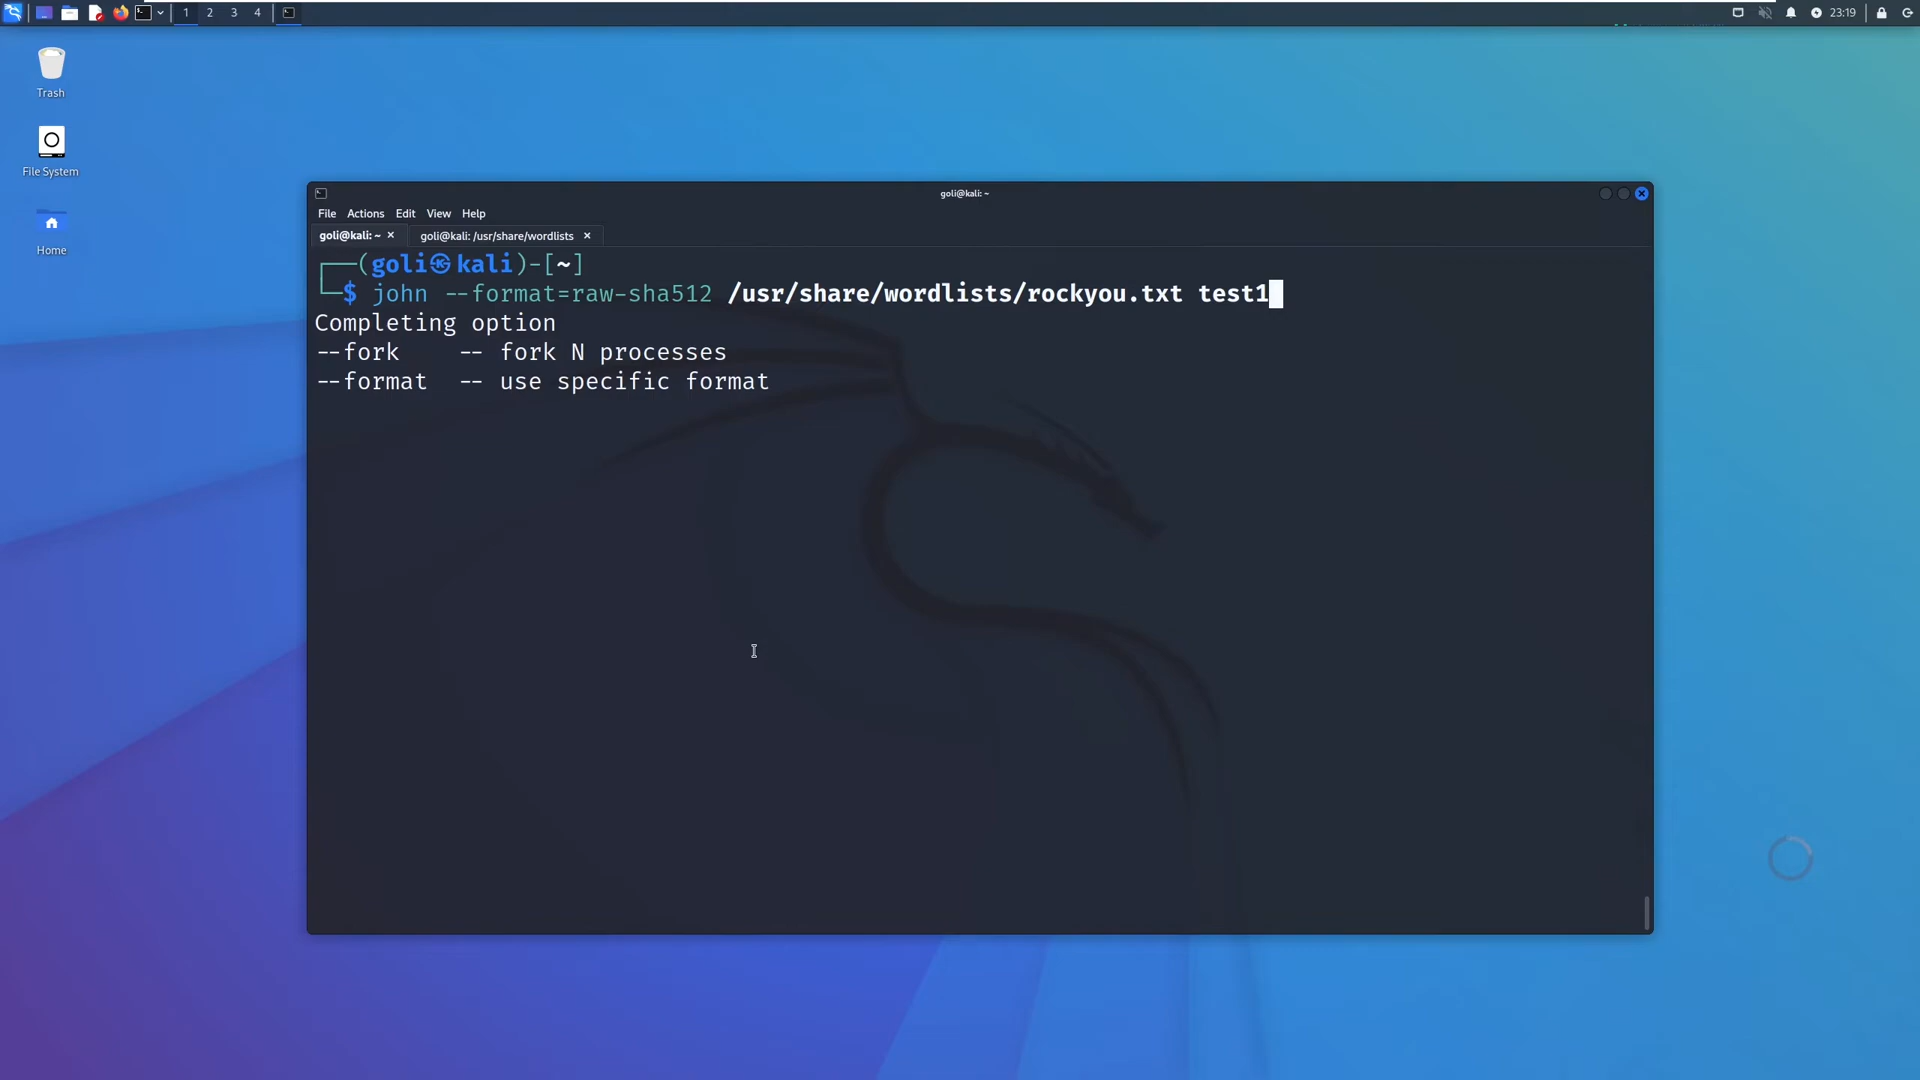 1 2 3 4
23:19
Trash
File System
Home
goli@kali: ~
File Actions Edit View Help
goli@kali: ~ × goli@kali: /usr/share/wordlists ×
┌──(goli㉿kali)-[~]
└─$ john --format=raw-sha512 /usr/share/wordlists/rockyou.txt test1
Completing option
--fork -- fork N processes
--format -- use specific format